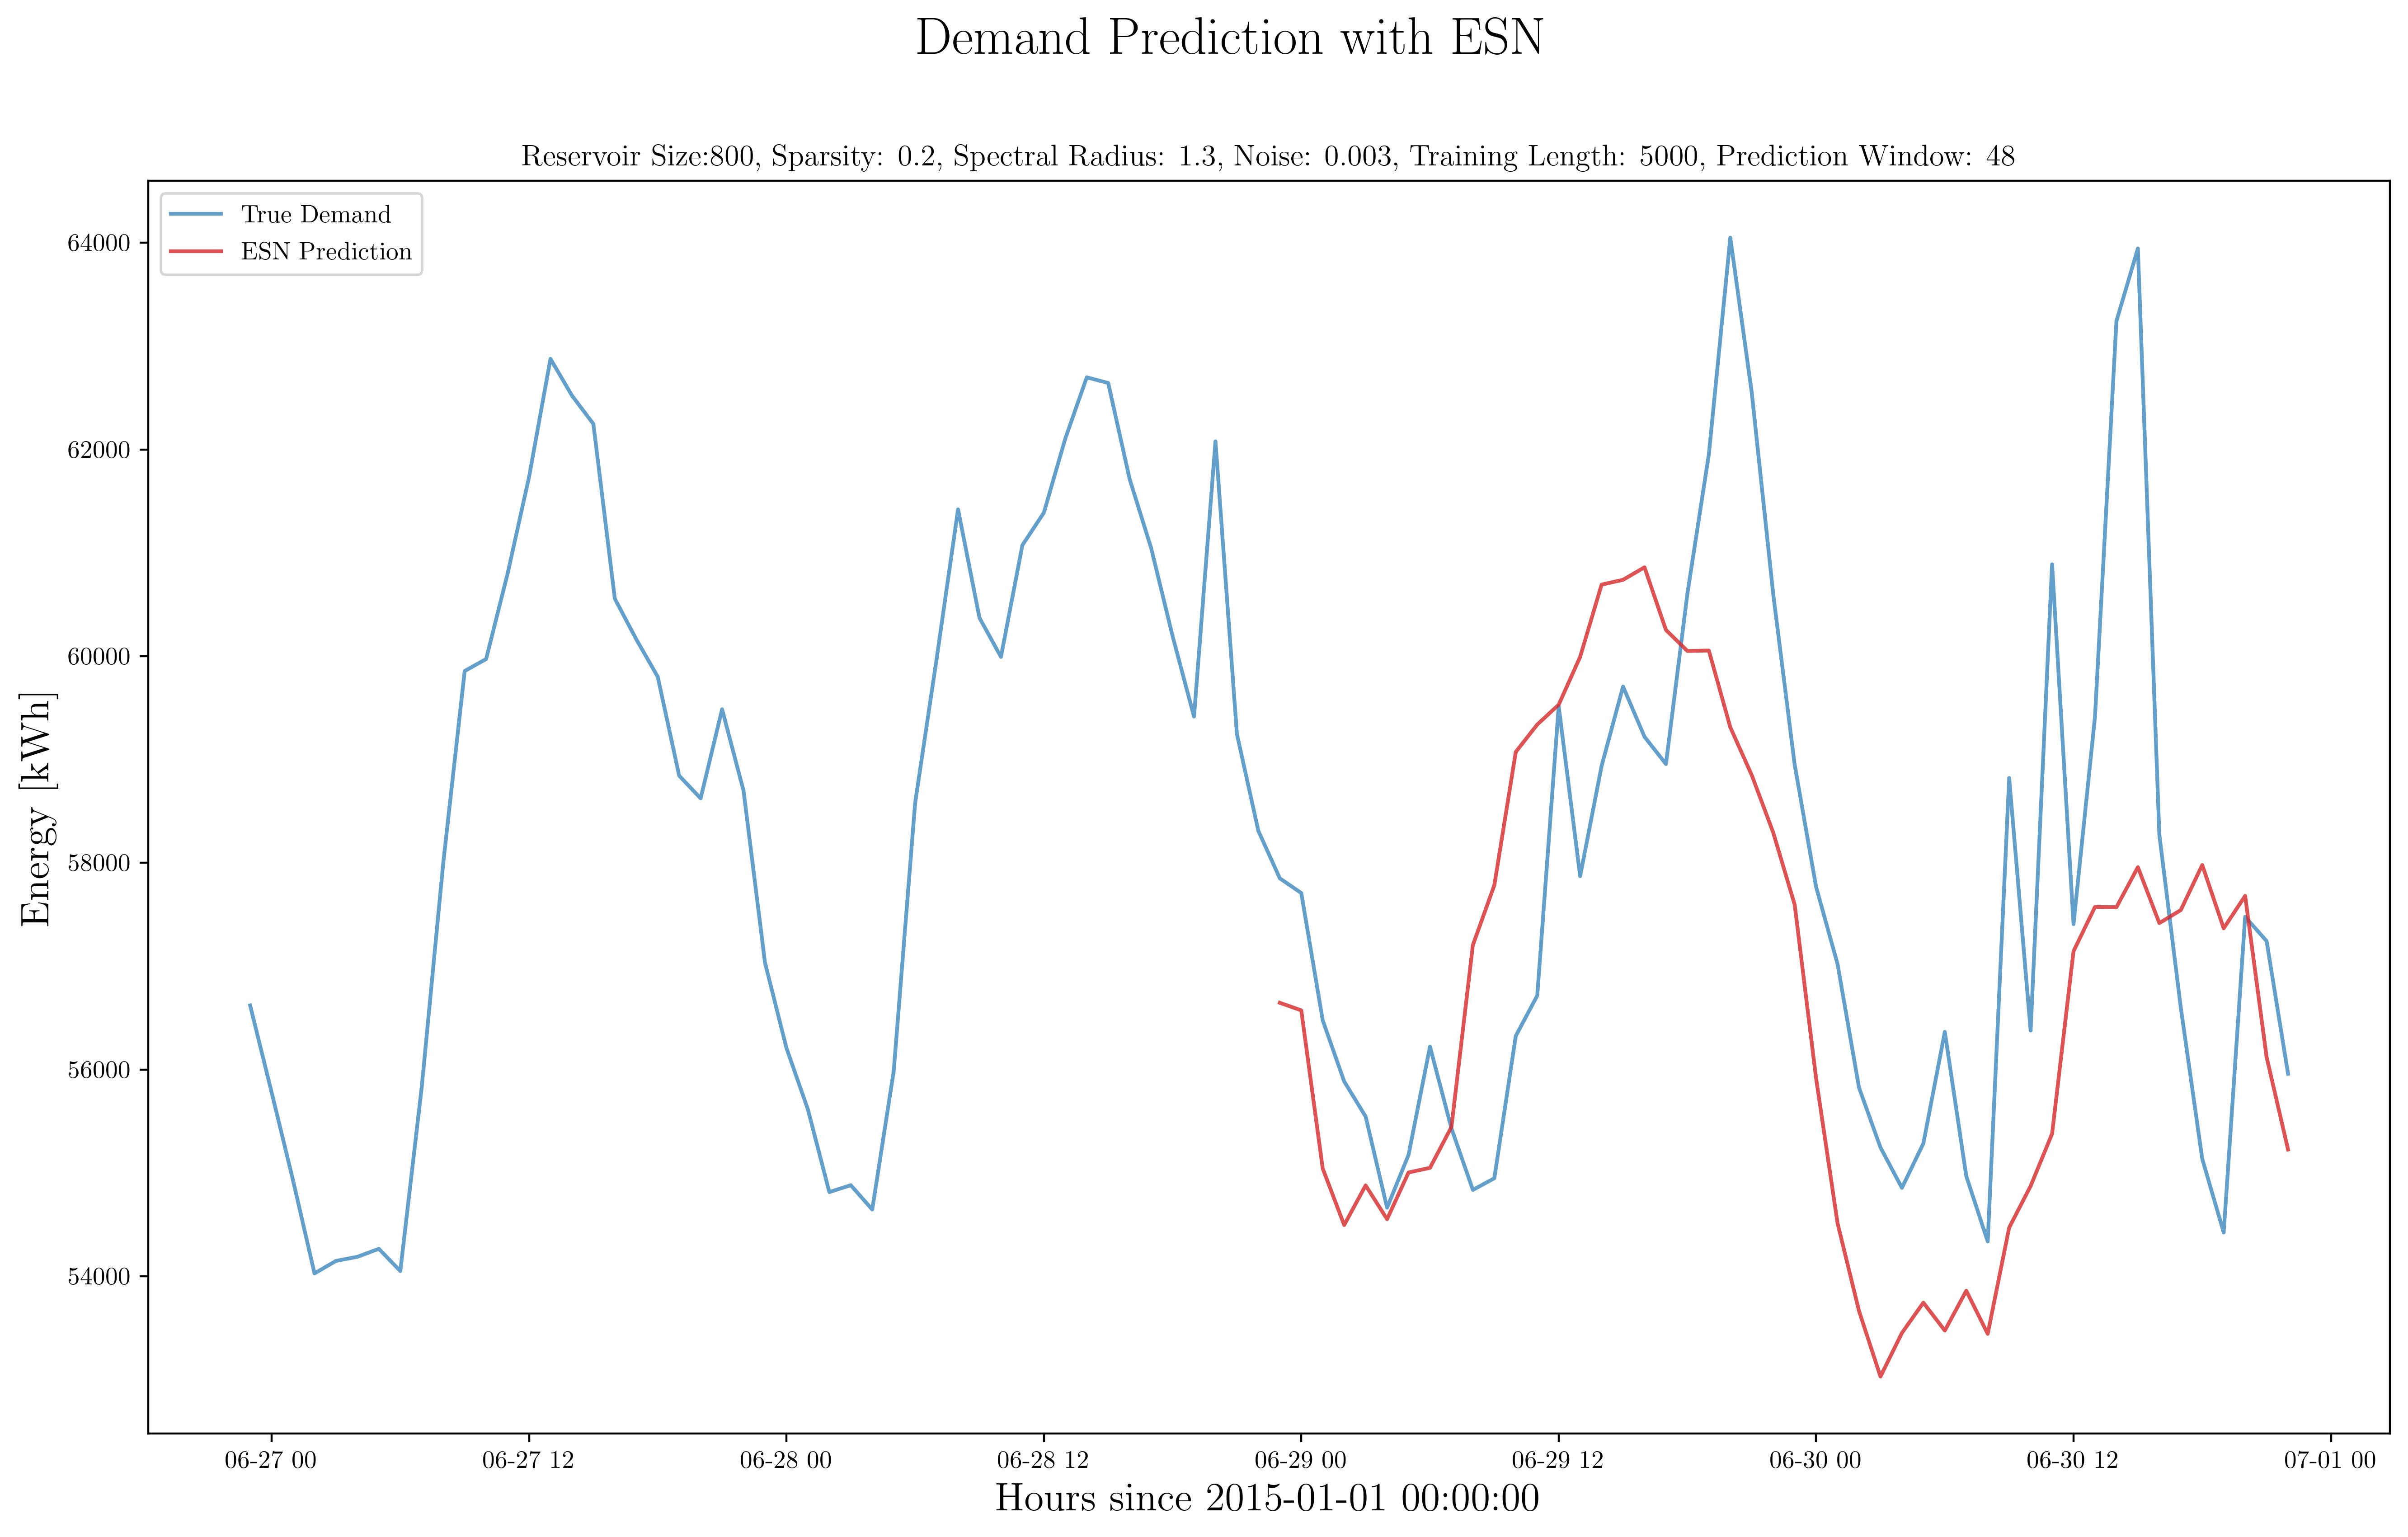 Demand Prediction with ESN
Reservoir Size:800, Sparsity: 0.2, Spectral Radius: 1.3, Noise: 0.003, Training Length: 5000, Prediction Window: 48
True Demand
ESN Prediction
64000
62000
60000
58000
56000
54000
Energy [kWh]
06-27 00 06-27 12 06-28 00 06-28 12 06-29 00 06-29 12 06-30 00 06-30 12 07-01 00
Hours since 2015-01-01 00:00:00